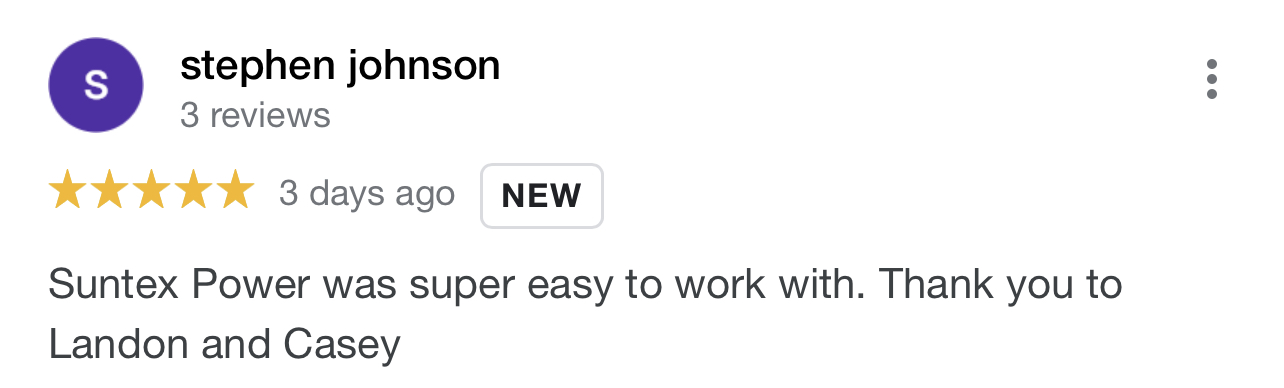 S
stephen johnson
3 reviews
3 days ago NEW
Suntex Power was super easy to work with. Thank you to
Landon and Casey